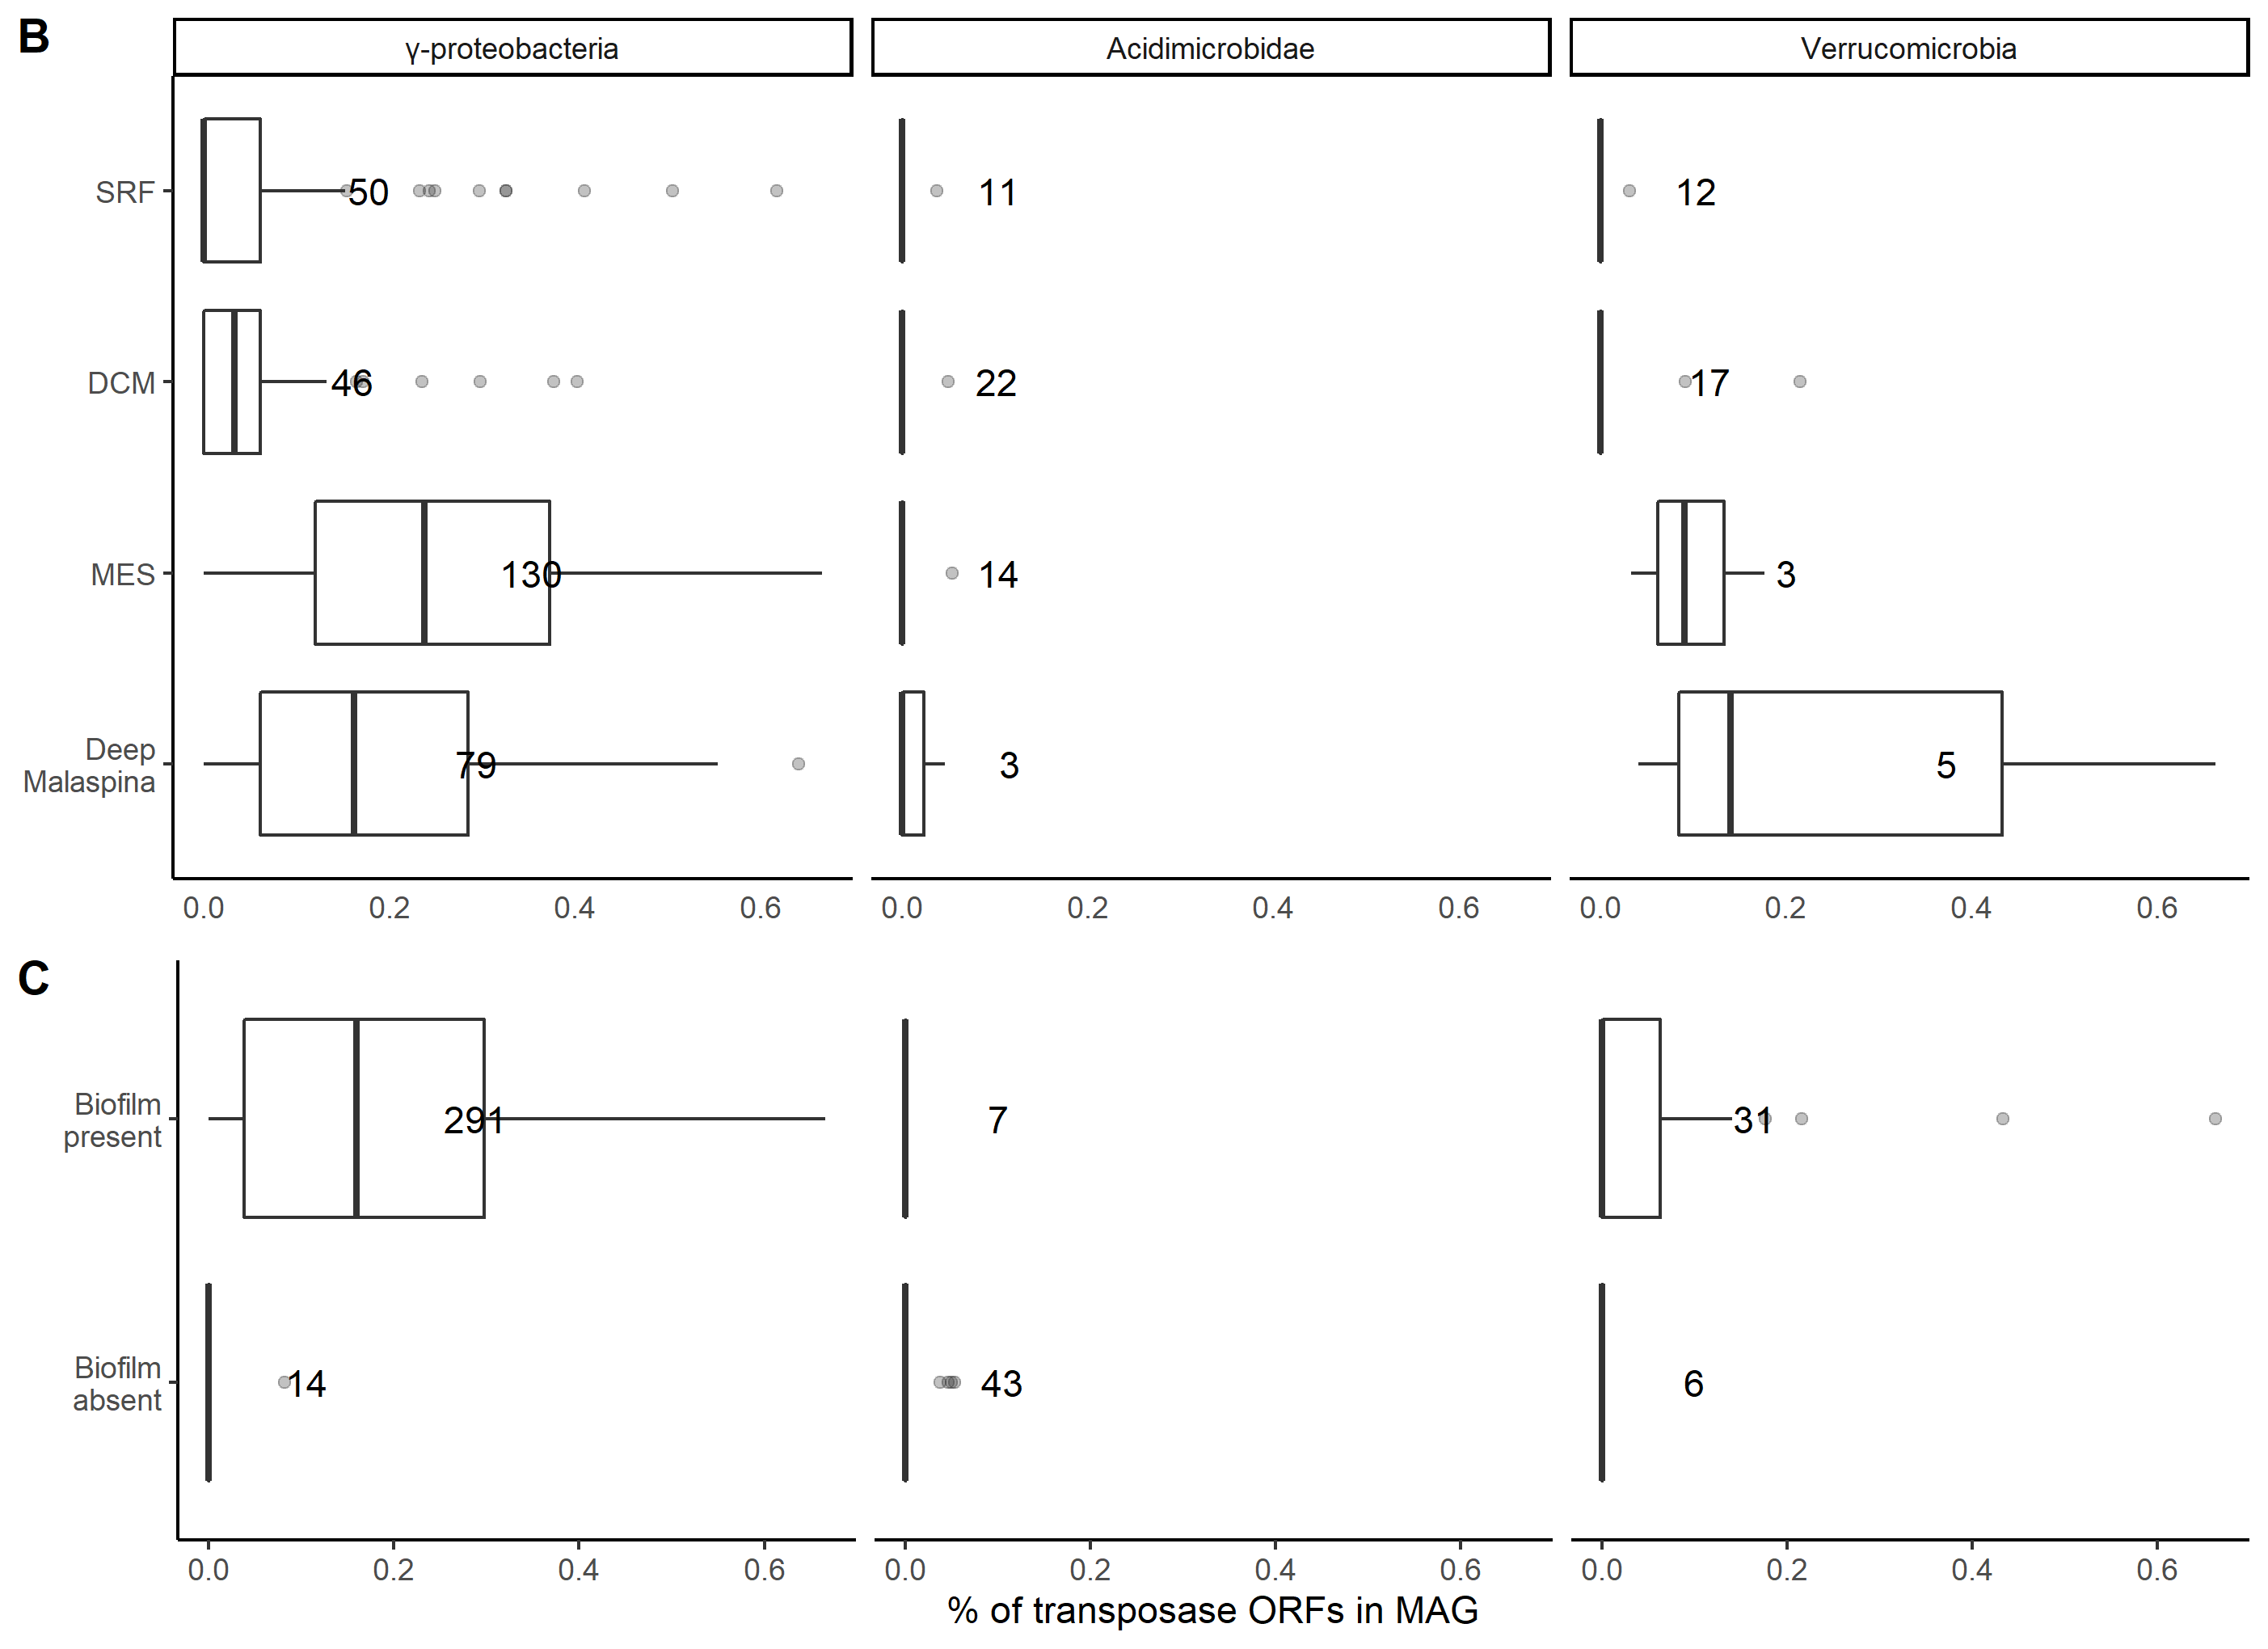 B
γ-proteobacteria Acidimicrobidae Verrucomicrobia
SRF 50 11 12
DCM 46 22 17
MES 130 14 3
Deep
Malaspina 79 3 5
0.0 0.2 0.4 0.6 0.0 0.2 0.4 0.6 0.0 0.2 0.4 0.6
C
Biofilm
present 291 7 31
Biofilm
absent 14 43 6
0.0 0.2 0.4 0.6 0.0 0.2 0.4 0.6 0.0 0.2 0.4 0.6
% of transposase ORFs in MAG